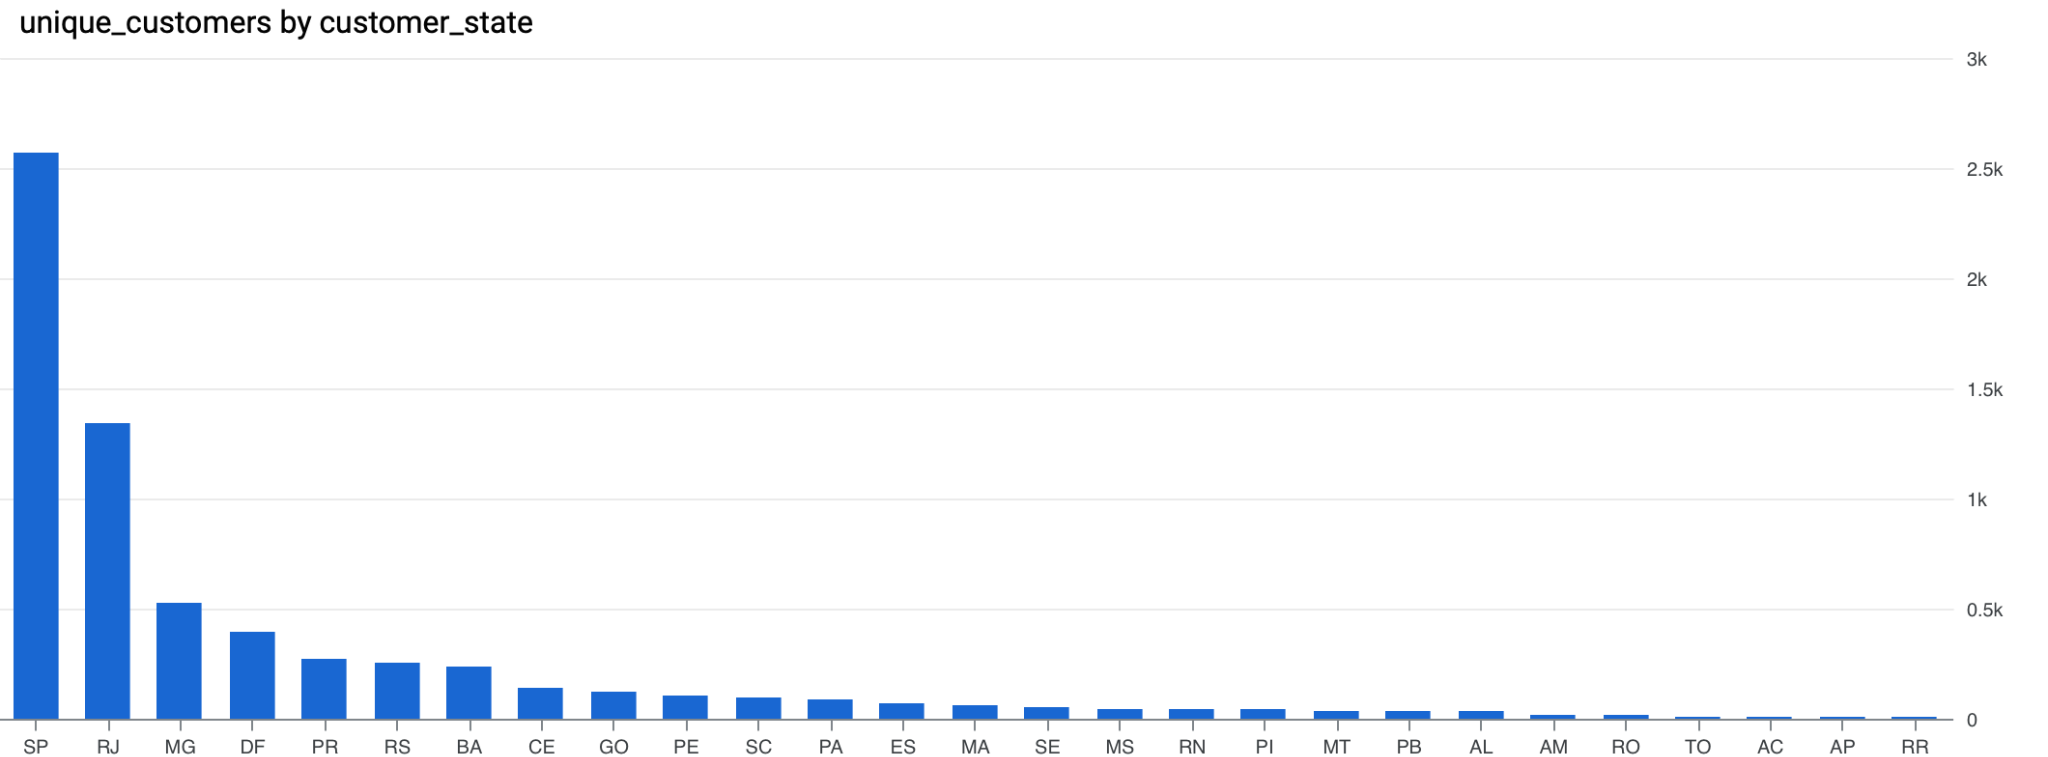 unique_customers by customer_state
3k
2.5k
2k
1.5k
1k
0.5k
0
SP RJ MG DF PR RS BA CE GO PE SC PA ES MA SE MS RN PI MT PB AL AM RO TO AC AP RR